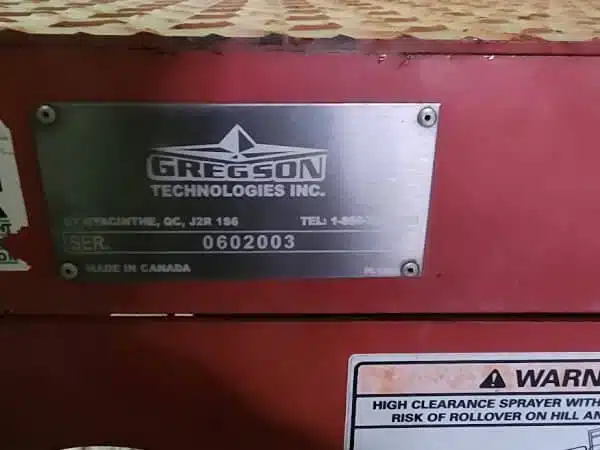 GREGSON
TECHNOLOGIES INC.
ST HYACINTHE, QC, J2R 1S6 TEL:
SER. 0602003
MADE IN CANADA
WARN
HIGH CLEARANCE SPRAYER WITH
RISK OF ROLLOVER ON HILL AN